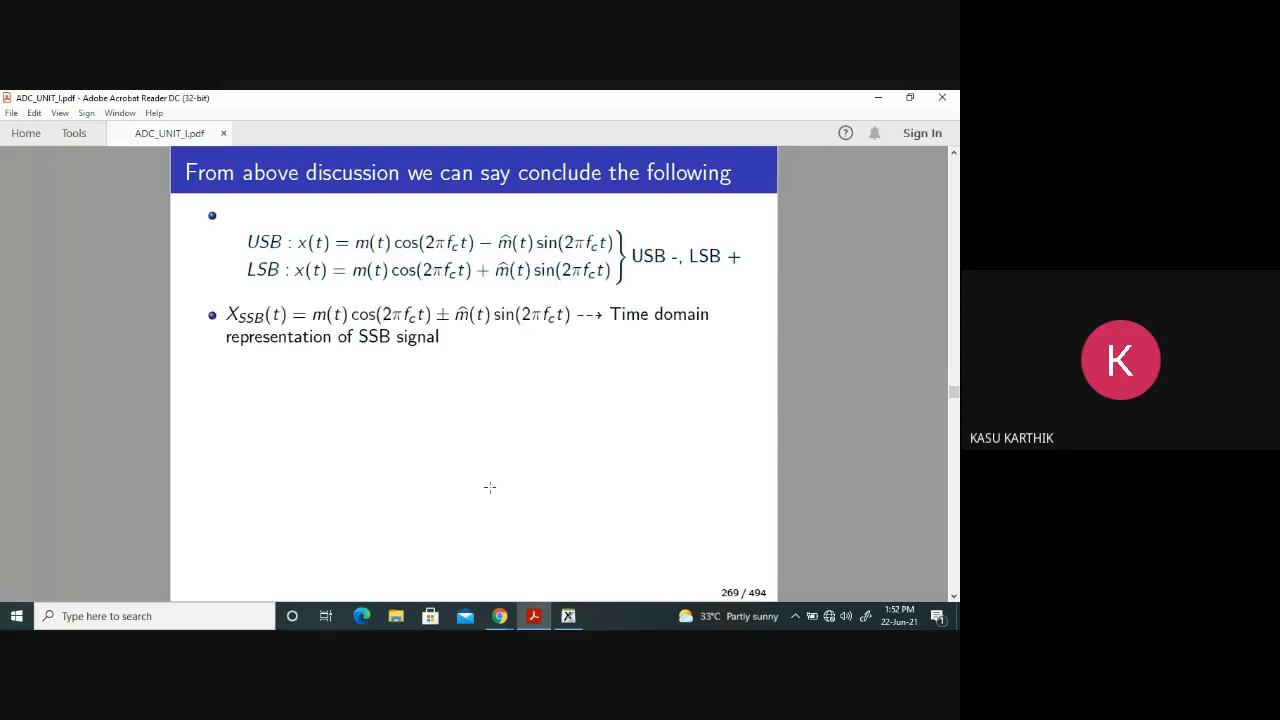 ADC_UNIT_I.pdf - Adobe Acrobat Reader DC (32-bit)
File Edit View Sign Window Help
Home Tools ADC_UNIT_I.pdf × Sign In
From above discussion we can say conclude the following
USB : x(t) = m(t) cos(2πf_c t) − m̂(t) sin(2πf_c t)
LSB : x(t) = m(t) cos(2πf_c t) + m̂(t) sin(2πf_c t) } USB -, LSB +
X_SSB(t) = m(t) cos(2πf_c t) ± m̂(t) sin(2πf_c t) --→ Time domain
representation of SSB signal
K
KASU KARTHIK
269 / 494
Type here to search 33°C Partly sunny 1:52 PM
22-Jun-21 1